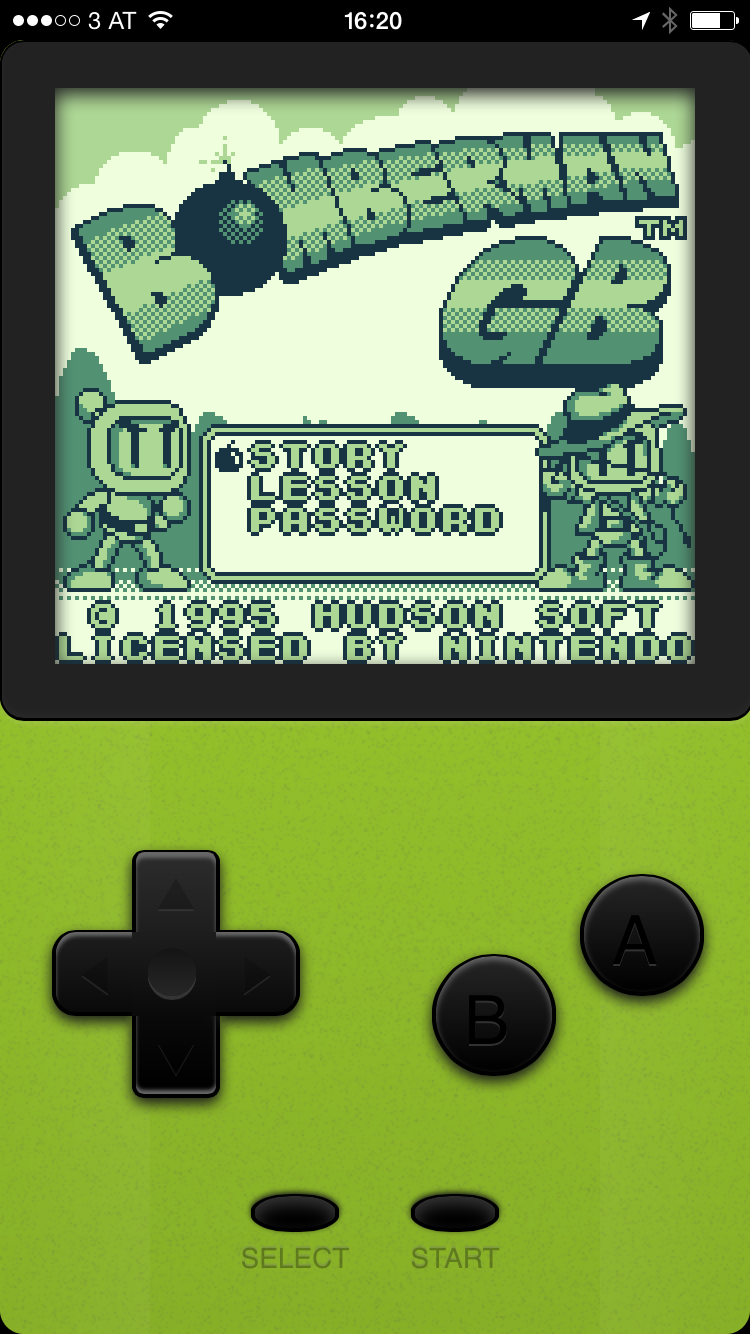 3 AT 16:20
BOMBERMAN
TM
GB
STORY
LESSON
PASSWORD
© 1995 HUDSON SOFT
LICENSED BY NINTENDO
A
B
SELECT START